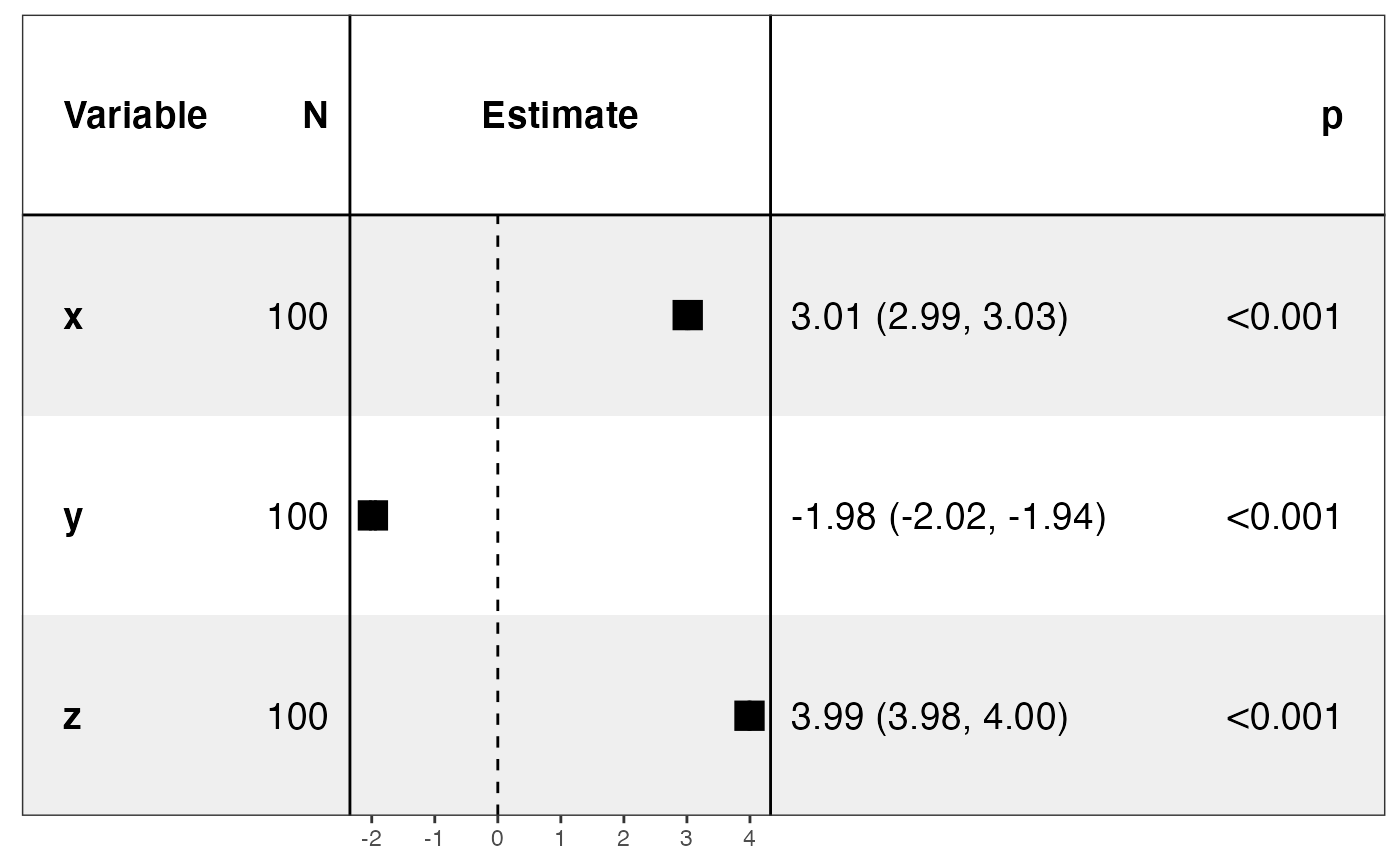 Variable N Estimate p
x 100 3.01 (2.99, 3.03) <0.001
y 100 -1.98 (-2.02, -1.94) <0.001
z 100 3.99 (3.98, 4.00) <0.001
-2 -1 0 1 2 3 4